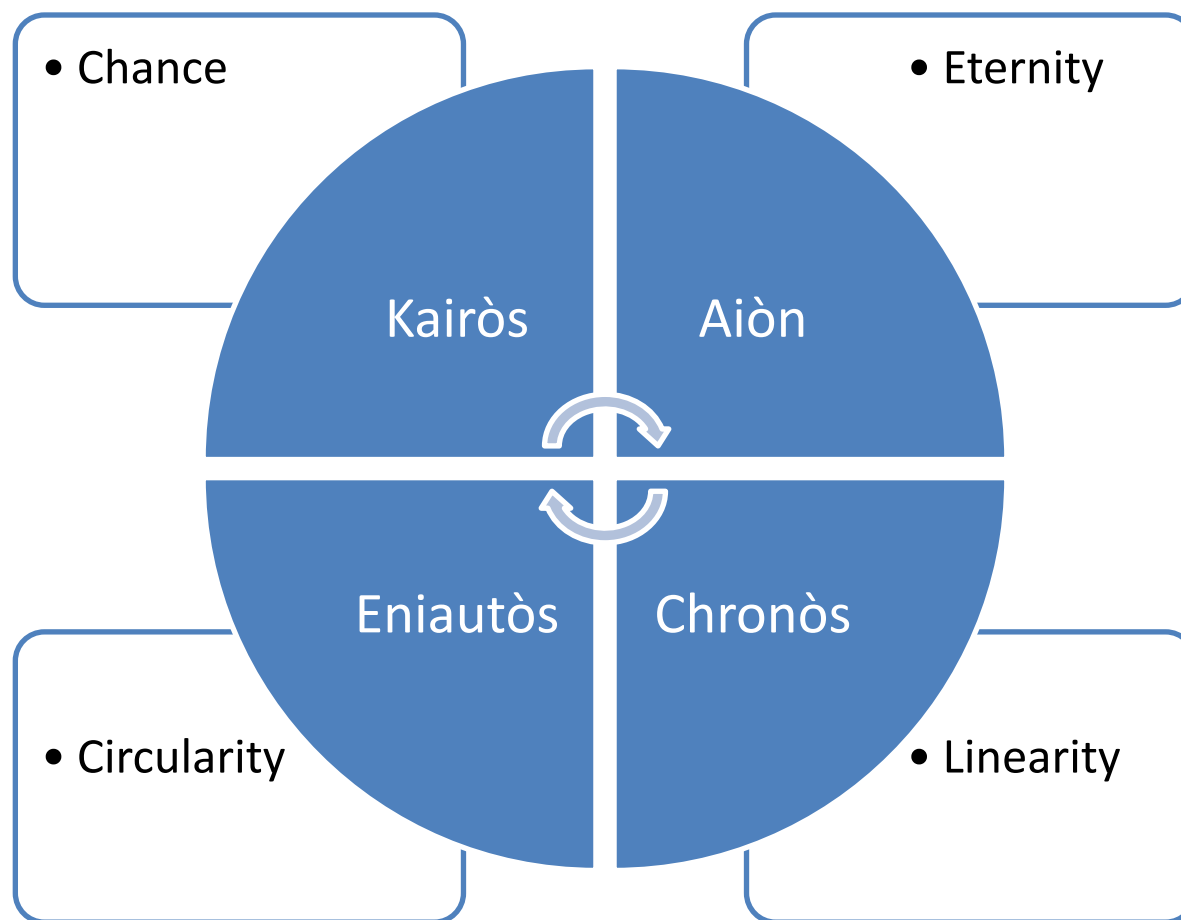 • Chance
• Eternity
Kairòs
Aiòn
Eniautòs
Chronòs
• Circularity
• Linearity